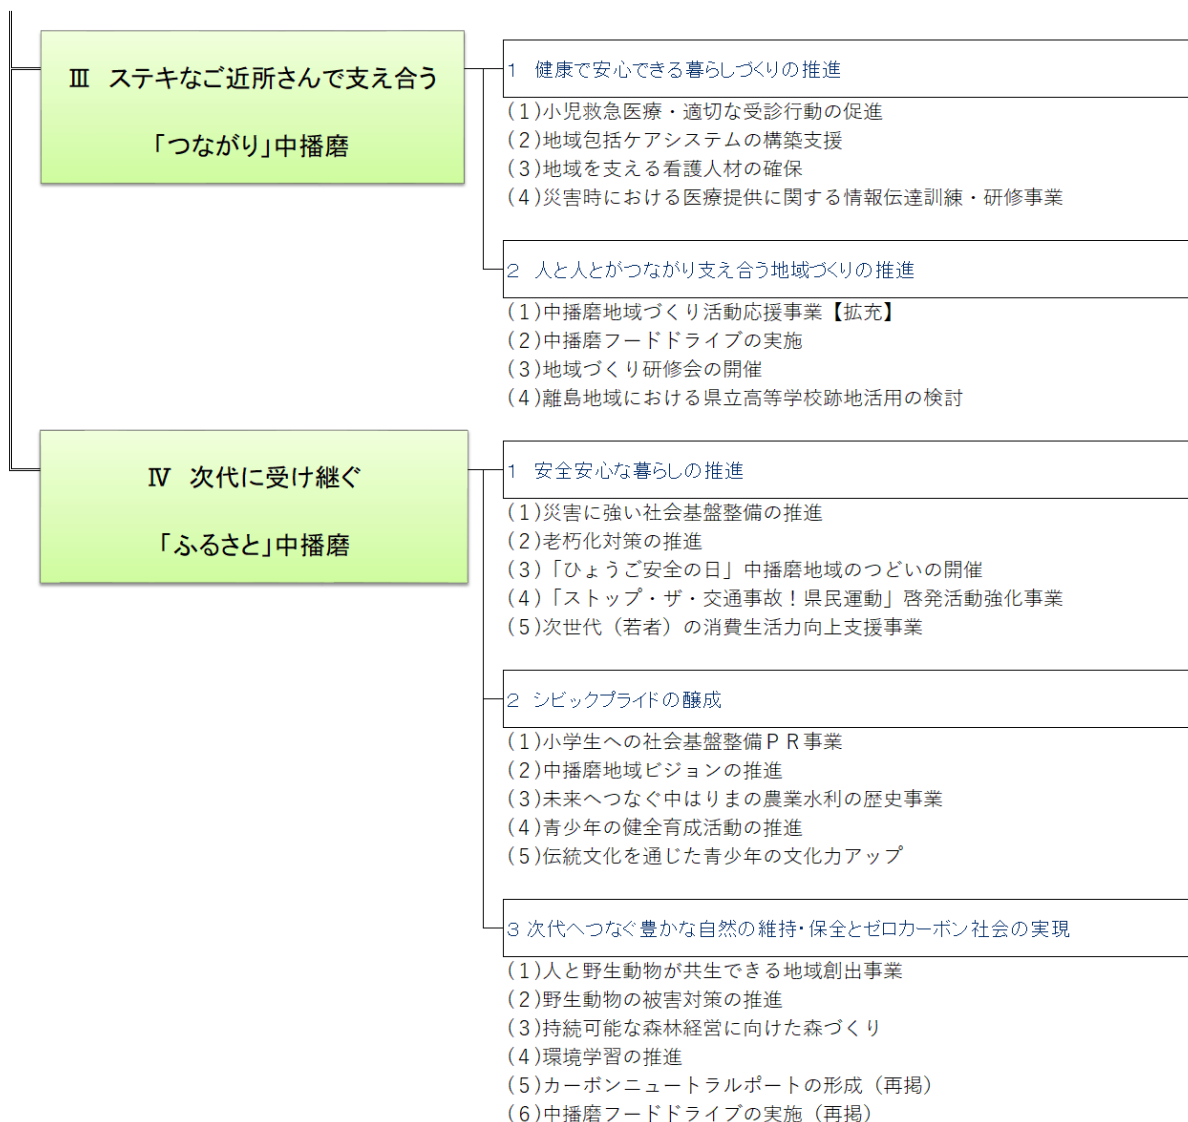 Ⅲ ステキなご近所さんで支え合う
「つながり」中播磨
1 健康で安心できる暮らしづくりの推進
(1)小児救急医療・適切な受診行動の促進
(2)地域包括ケアシステムの構築支援
(3)地域を支える看護人材の確保
(4)災害時における医療提供に関する情報伝達訓練・研修事業
2 人と人とがつながり支え合う地域づくりの推進
(1)中播磨地域づくり活動応援事業【拡充】
(2)中播磨フードドライブの実施
(3)地域づくり研修会の開催
(4)離島地域における県立高等学校跡地活用の検討
Ⅳ 次代に受け継ぐ
「ふるさと」中播磨
1 安全安心な暮らしの推進
(1)災害に強い社会基盤整備の推進
(2)老朽化対策の推進
(3)「ひょうご安全の日」中播磨地域のつどいの開催
(4)「ストップ・ザ・交通事故!県民運動」啓発活動強化事業
(5)次世代(若者)の消費生活力向上支援事業
2 シビックプライドの醸成
(1)小学生への社会基盤整備PR事業
(2)中播磨地域ビジョンの推進
(3)未来へつなぐ中はりまの農業水利の歴史事業
(4)青少年の健全育成活動の推進
(5)伝統文化を通じた青少年の文化力アップ
3 次代へつなぐ豊かな自然の維持・保全とゼロカーボン社会の実現
(1)人と野生動物が共生できる地域創出事業
(2)野生動物の被害対策の推進
(3)持続可能な森林経営に向けた森づくり
(4)環境学習の推進
(5)カーボンニュートラルポートの形成(再掲)
(6)中播磨フードドライブの実施(再掲)